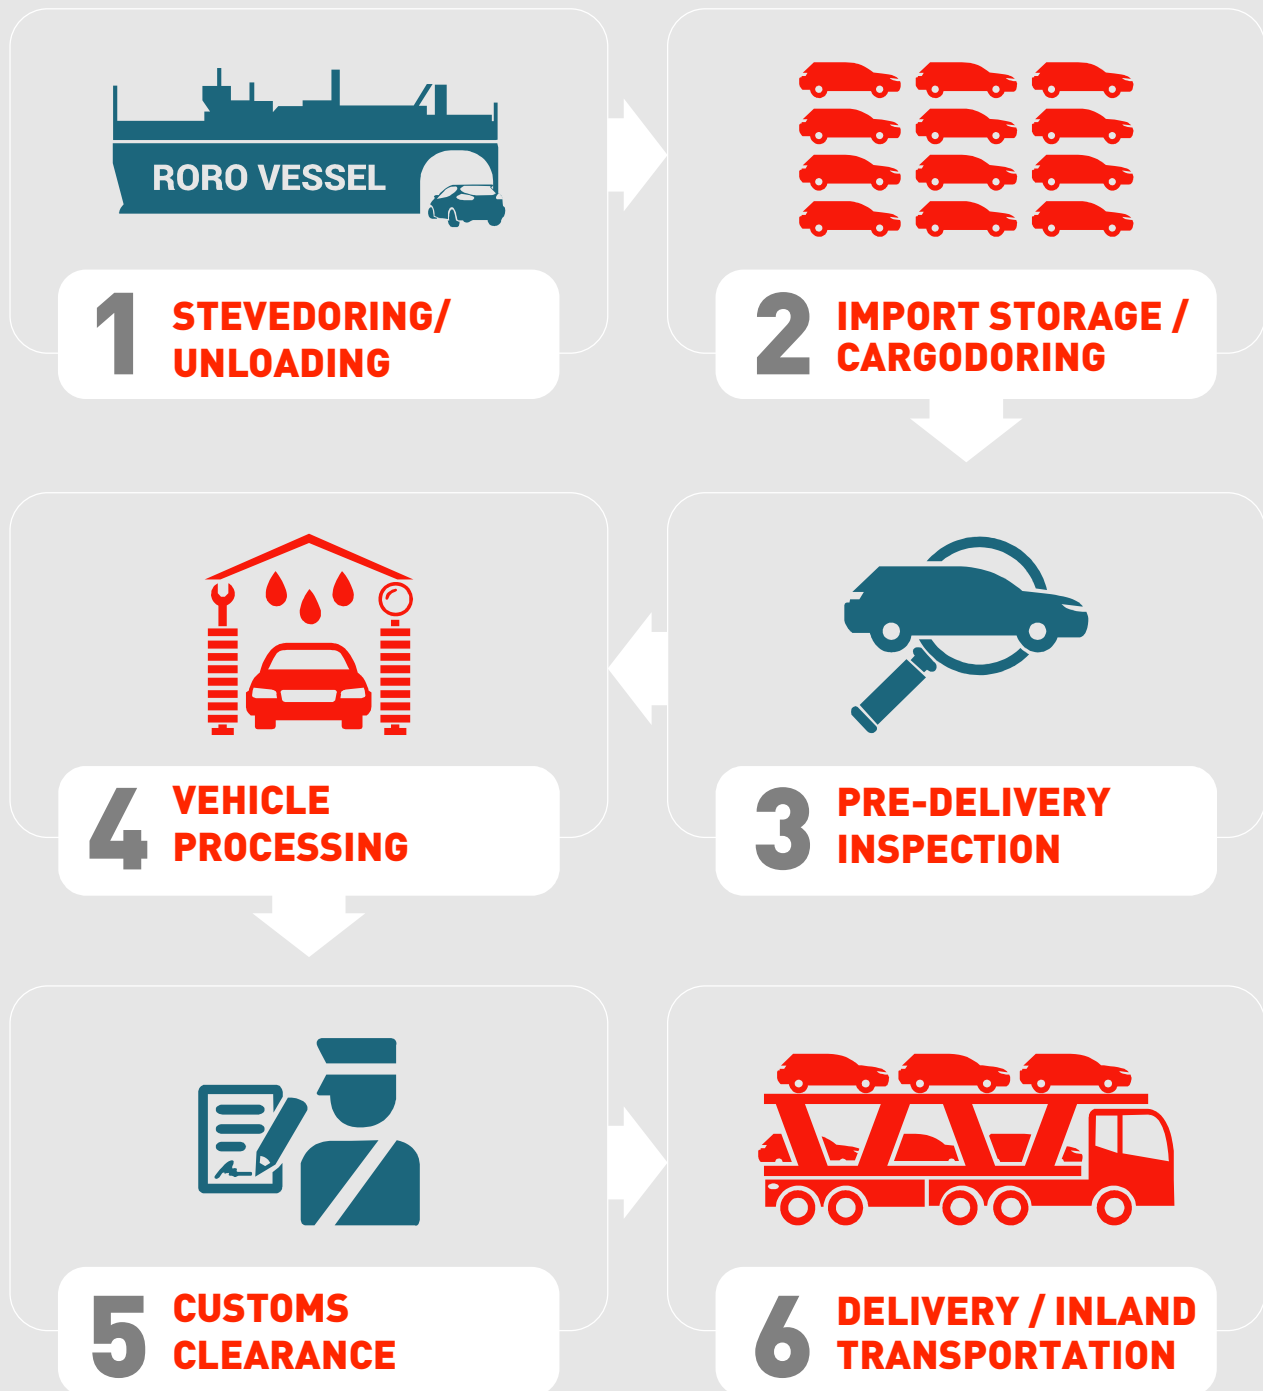 RORO VESSEL
1
STEVEDORING/
UNLOADING
2
IMPORT STORAGE /
CARGODORING
3
PRE-DELIVERY
INSPECTION
4
VEHICLE
PROCESSING
5
CUSTOMS
CLEARANCE
6
DELIVERY / INLAND
TRANSPORTATION